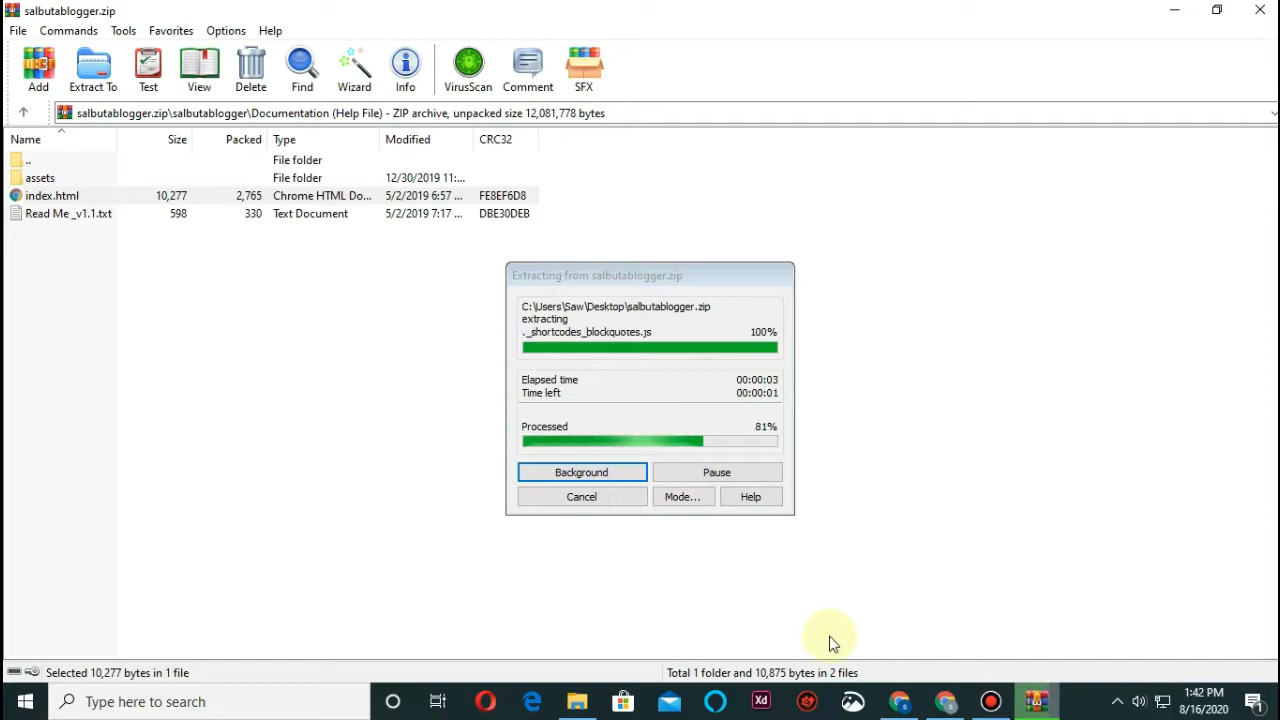 salbutablogger.zip
File Commands Tools Favorites Options Help
Add Extract To Test View Delete Find Wizard Info VirusScan Comment SFX
salbutablogger.zip\salbutablogger\Documentation (Help File) - ZIP archive, unpacked size 12,081,778 bytes
Name Size Packed Type Modified CRC32
.. File folder
assets File folder 12/30/2019 11:...
index.html 10,277 2,765 Chrome HTML Do... 5/2/2019 6:57 ... FE8EF6D8
Read Me _v1.1.txt 598 330 Text Document 5/2/2019 7:17 ... DBE30DEB
Extracting from salbutablogger.zip
C:\Users\Saw\Desktop\salbutablogger.zip
extracting
._shortcodes_blockquotes.js 100%
Elapsed time 00:00:03
Time left 00:00:01
Processed 81%
Background Pause
Cancel Mode... Help
Selected 10,277 bytes in 1 file Total 1 folder and 10,875 bytes in 2 files
Type here to search
Xd
1:42 PM
8/16/2020
1